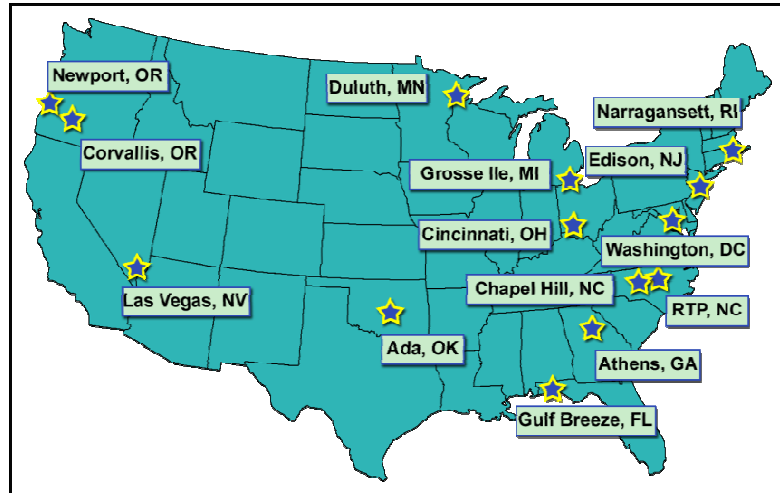 Newport, OR
Duluth, MN
Narragansett, RI
Corvallis, OR
Grosse Ile, MI
Edison, NJ
Cincinnati, OH
Washington, DC
Las Vegas, NV
Chapel Hill, NC
RTP, NC
Ada, OK
Athens, GA
Gulf Breeze, FL